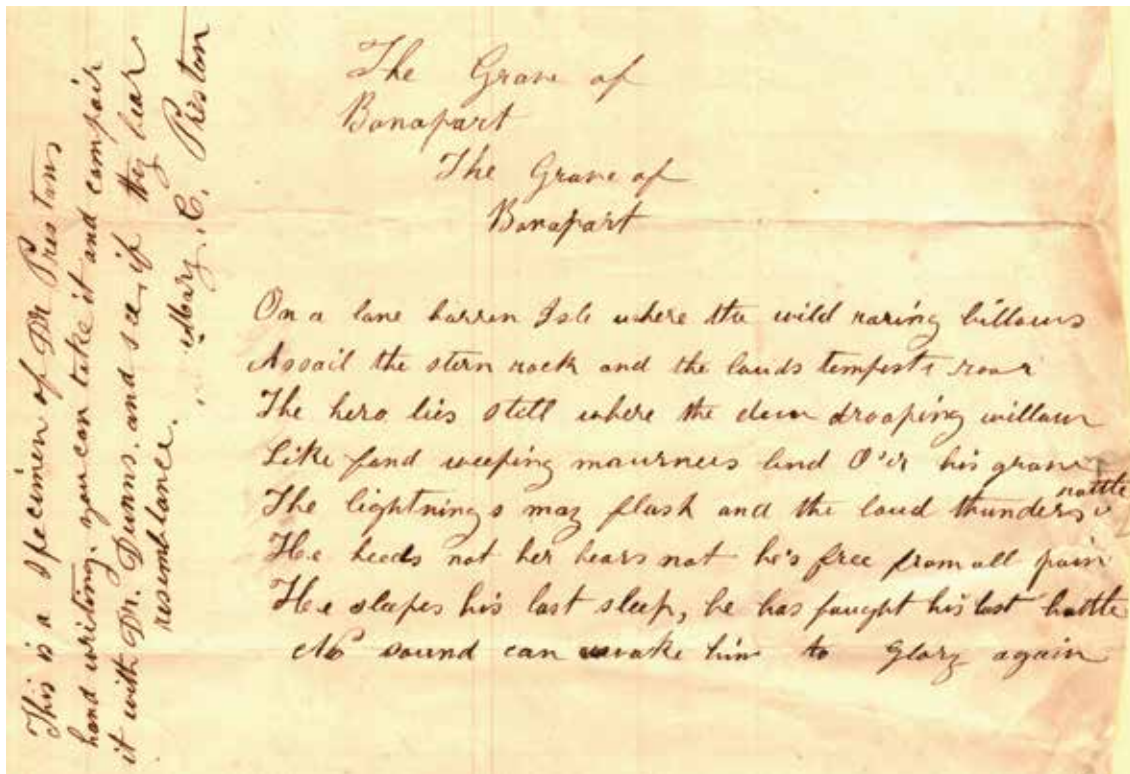 The Grave of
Bonapart
The Grave of
Bonapart
On a lone barren Isle where the wild roring billows
Assail the stern rock and the louds tempests roar
The hero lies still where the dew drooping willows
Like fond weeping mourners lend O'er his grave
The lightnings may flash and the loud thunders rattle
He heeds not her hears not he's free from all pain
He sleepes his last sleep, he has faught his last battle
No sound can awake him to Glory again
This is a specimen of Dr Prestons
hand writing. you can take it and compair
it with Dr. Dunns. and see if they bear
resemblance.
Mary. C. Preston